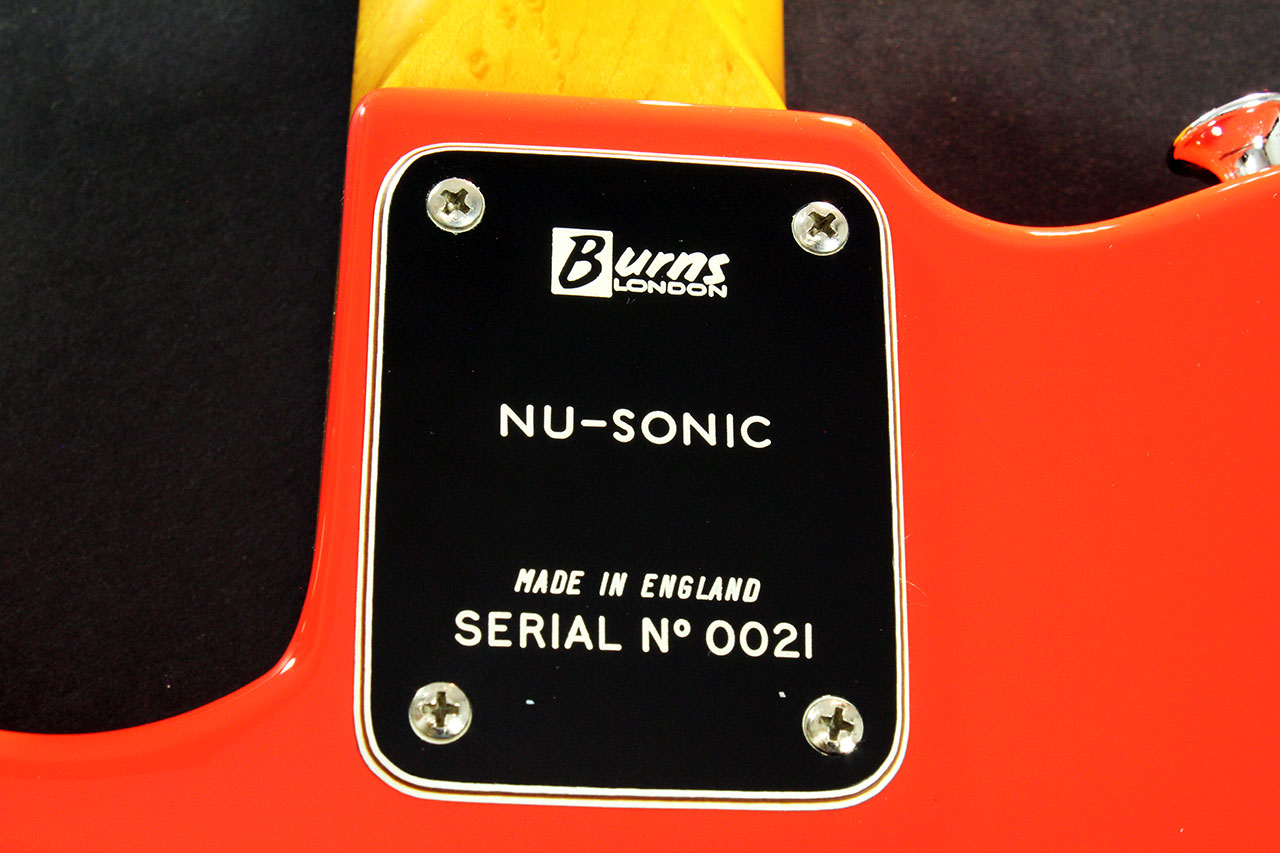 Burns
LONDON
NU-SONIC
MADE IN ENGLAND
SERIAL Nº 0021